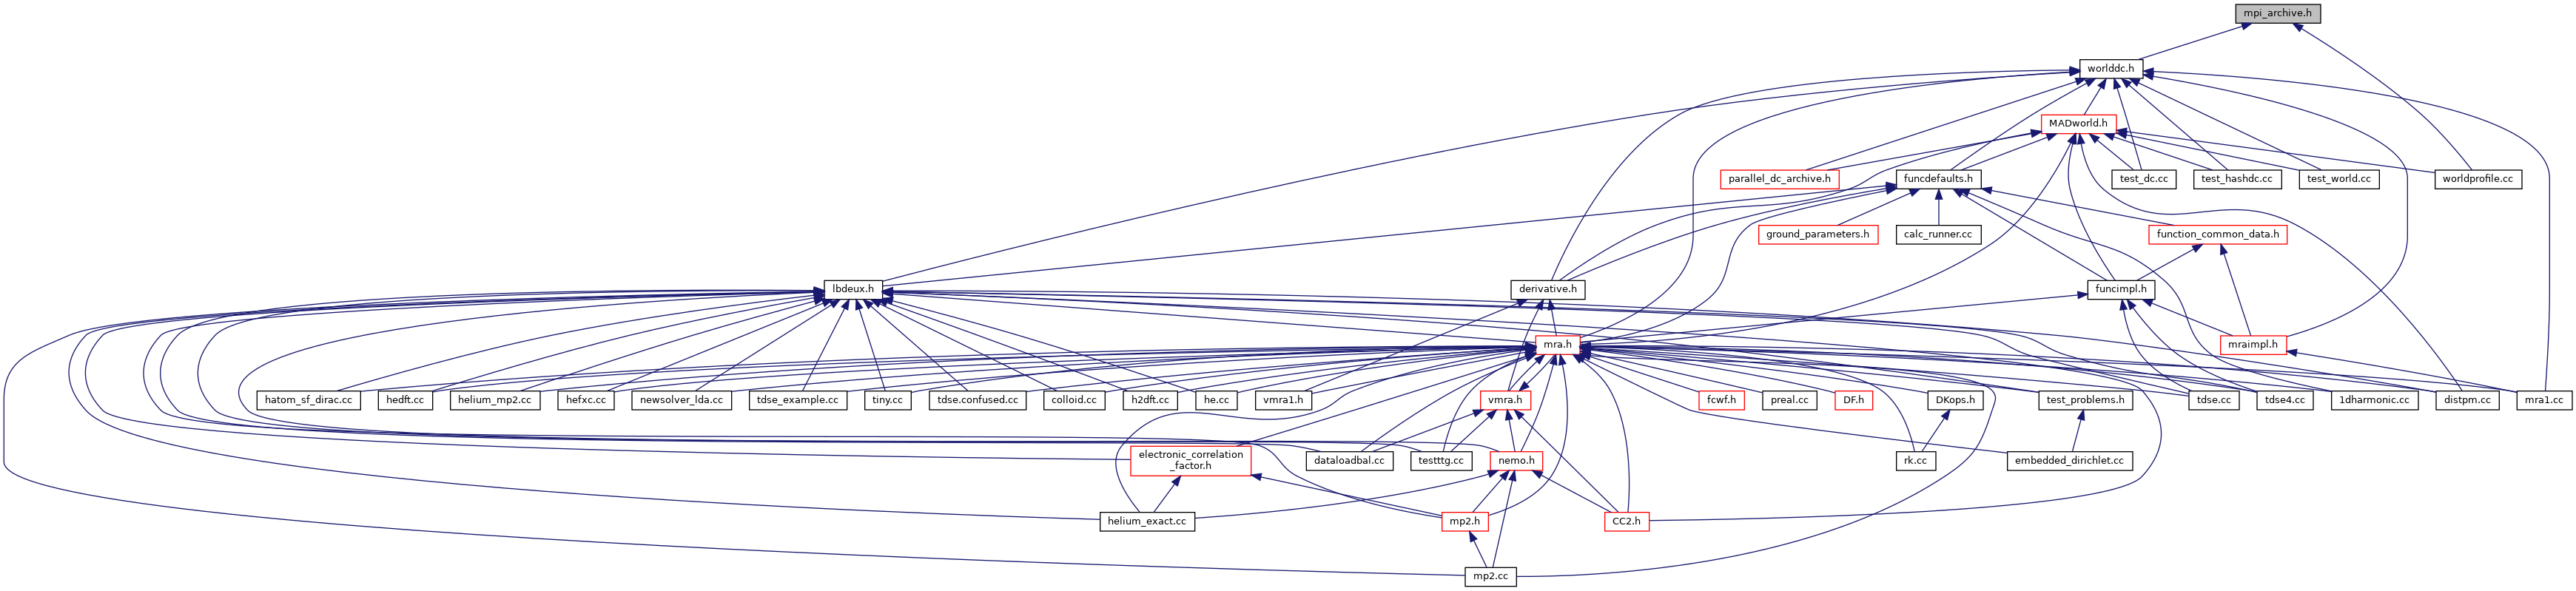 mpi_archive.h
worlddc.h
MADworld.h
parallel_dc_archive.h
funcdefaults.h
test_dc.cc
test_hashdc.cc
test_world.cc
worldprofile.cc
ground_parameters.h
calc_runner.cc
function_common_data.h
lbdeux.h
derivative.h
funcimpl.h
mra.h
mraimpl.h
hatom_sf_dirac.cc
hedft.cc
helium_mp2.cc
hefxc.cc
newsolver_lda.cc
tdse_example.cc
tiny.cc
tdse.confused.cc
colloid.cc
h2dft.cc
he.cc
vmra1.h
vmra.h
fcwf.h
preal.cc
DF.h
DKops.h
test_problems.h
tdse.cc
tdse4.cc
1dharmonic.cc
distpm.cc
mra1.cc
electronic_correlation
_factor.h
dataloadbal.cc
testttg.cc
nemo.h
rk.cc
embedded_dirichlet.cc
helium_exact.cc
mp2.h
CC2.h
mp2.cc